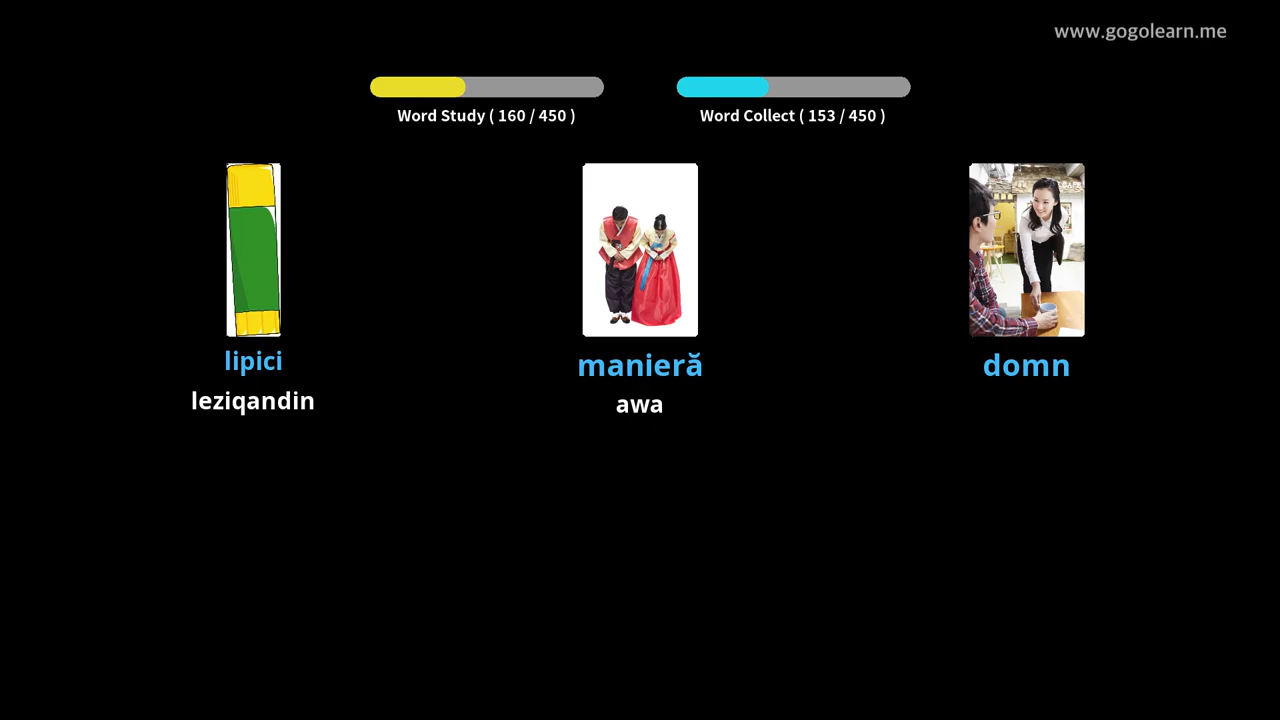 www.gogolearn.me
Word Study ( 160 / 450 )
Word Collect ( 153 / 450 )
lipici
manieră
domn
leziqandin
awa